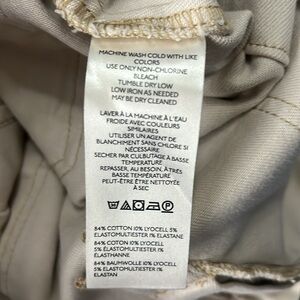 MACHINE WASH COLD WITH LIKE
COLORS
USE ONLY NON-CHLORINE
BLEACH
TUMBLE DRY LOW
LOW IRON AS NEEDED
MAY BE DRY CLEANED
LAVER À LA MACHINE À L'EAU
FROIDE AVEC COULEURS
SIMILAIRES
UTILISER UN AGENT DE
BLANCHIMENT SANS CHLORE SI
NÉCESSAIRE
SECHER PAR CULBUTAGE À BASSE
TEMPÉRATURE
REPASSER, AU BESOIN, À TRÈS
BASSE TEMPÉRATURE
PEUT-ÊTRE ÊTRE NETTOYÉE
À SEC
84% COTTON 10% LYOCELL 5%
ELASTOMULTIESTER 1% ELASTANE
84% COTON 10% LYOCELL
5% ÉLASTOMULTIESTER 1%
ÉLASTHANNE
84% BAUMWOLLE 10% LYOCELL
5% ELASTOMULTIESTER 1%
ELASTAN